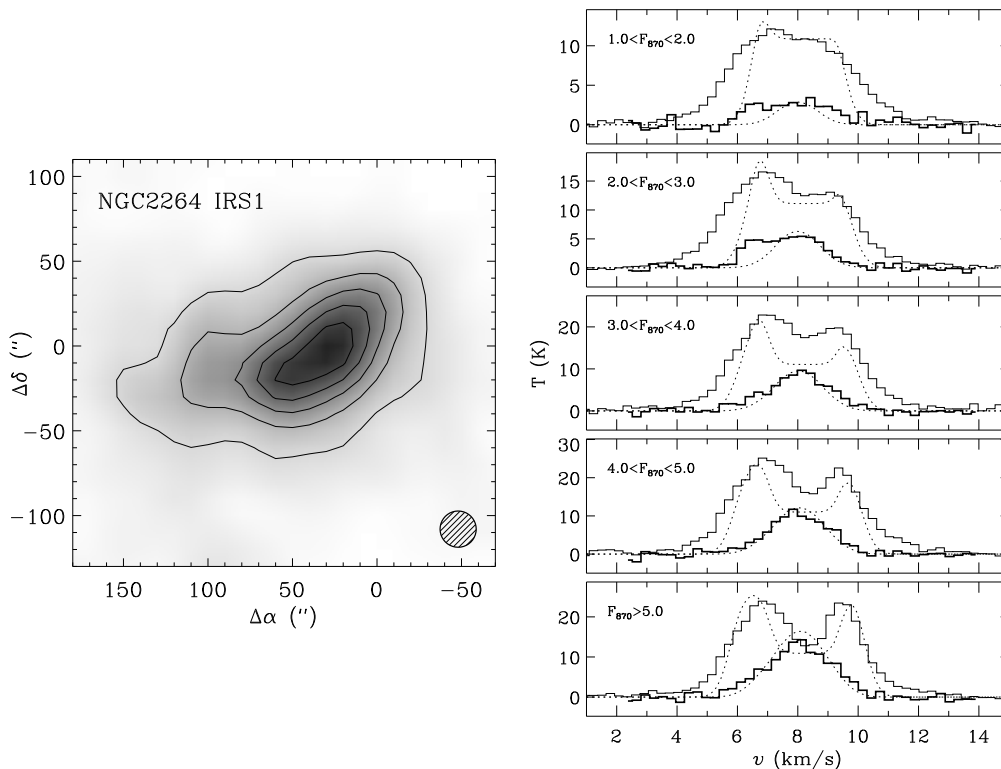 NGC2264 IRS1
100
50
0
−50
−100
Δδ (″)
150 100 50 0 −50
Δα (″)
1.0<F870<2.0
10
5
0
2.0<F870<3.0
15
10
5
0
3.0<F870<4.0
20
10
0
4.0<F870<5.0
30
20
10
0
F870>5.0
20
10
0
T (K)
2 4 6 8 10 12 14
v (km/s)